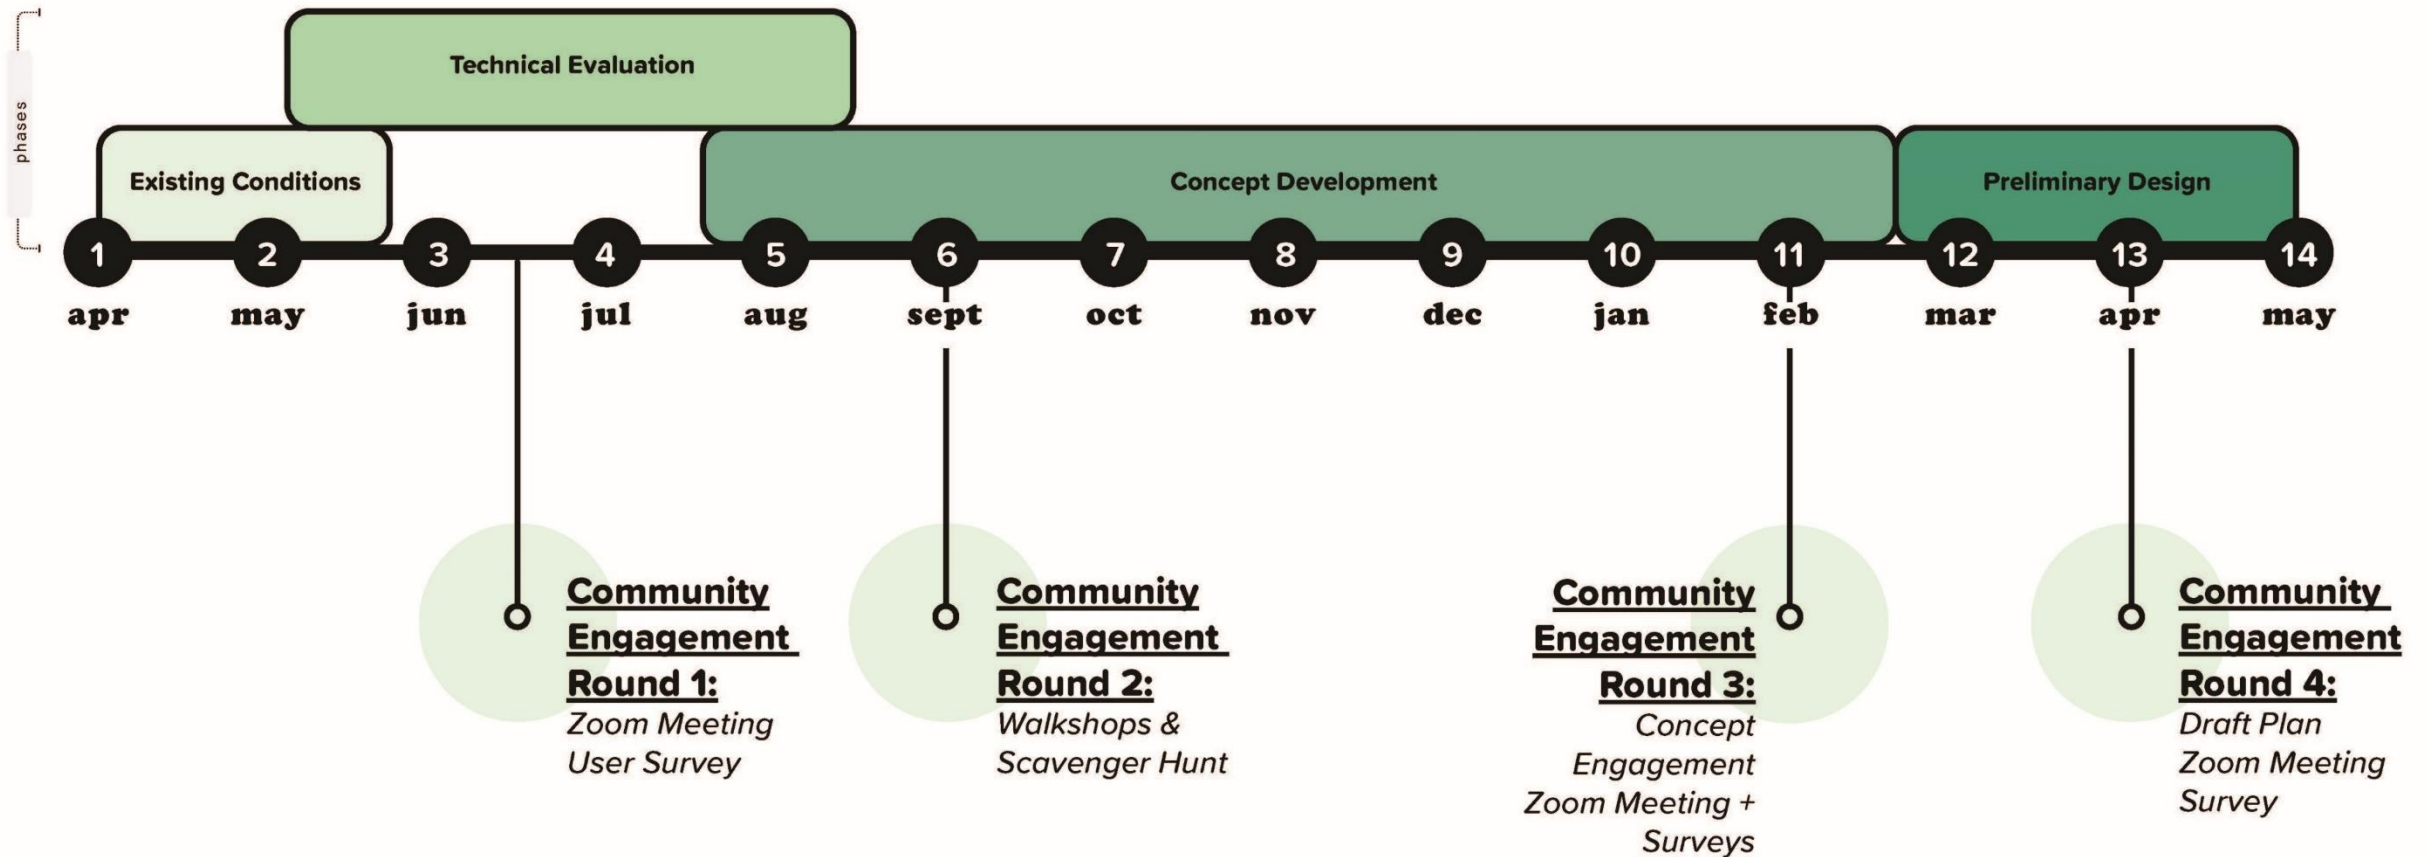 phases
Technical Evaluation
Existing Conditions
Concept Development
Preliminary Design
1 2 3 4 5 6 7 8 9 10 11 12 13 14
apr may jun jul aug sept oct nov dec jan feb mar apr may
Community
Engagement
Round 1:
Zoom Meeting
User Survey
Community
Engagement
Round 2:
Walkshops &
Scavenger Hunt
Community
Engagement
Round 3:
Concept
Engagement
Zoom Meeting +
Surveys
Community
Engagement
Round 4:
Draft Plan
Zoom Meeting
Survey